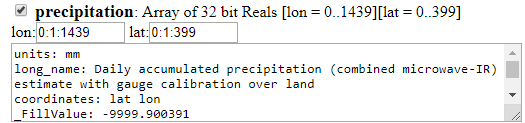 precipitation: Array of 32 bit Reals [lon = 0..1439][lat = 0..399]
lon: 0:1:1439 lat: 0:1:399
units: mm
long_name: Daily accumulated precipitation (combined microwave-IR)
estimate with gauge calibration over land
coordinates: lat lon
_FillValue: -9999.900391